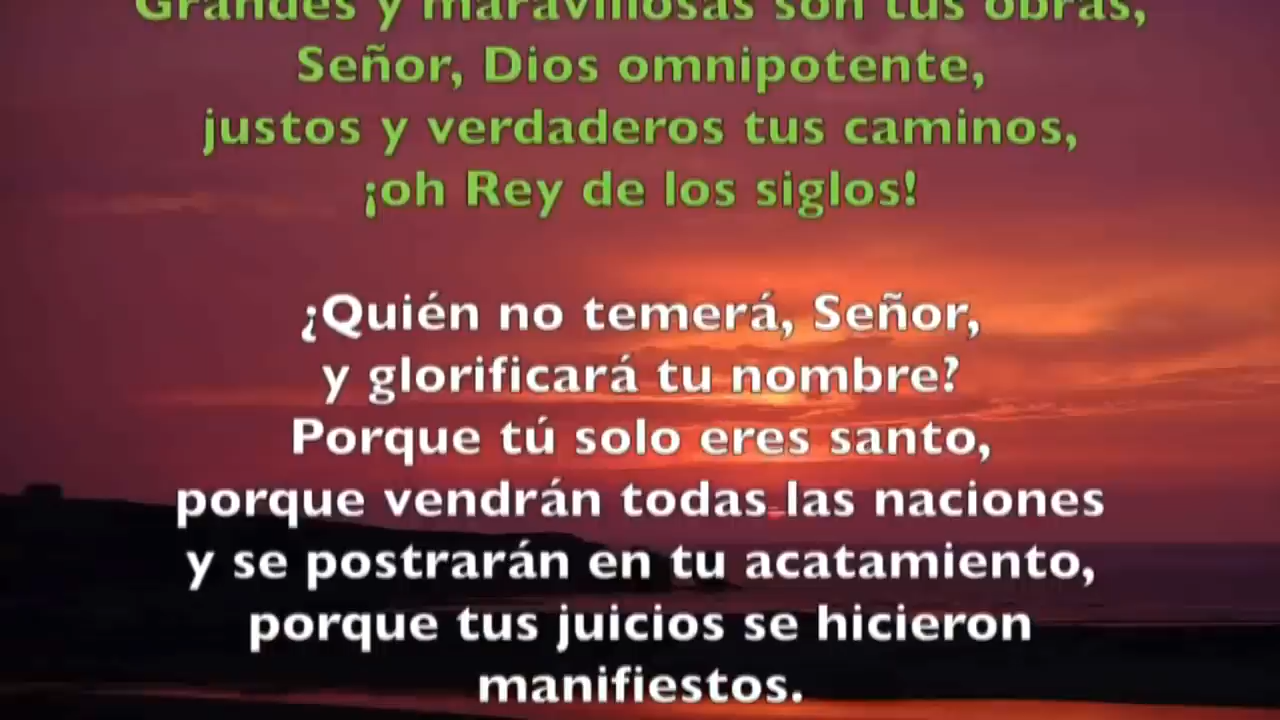 Grandes y maravillosas son tus obras,
Señor, Dios omnipotente,
justos y verdaderos tus caminos,
¡oh Rey de los siglos!
¿Quién no temerá, Señor,
y glorificará tu nombre?
Porque tú solo eres santo,
porque vendrán todas las naciones
y se postrarán en tu acatamiento,
porque tus juicios se hicieron
manifiestos.